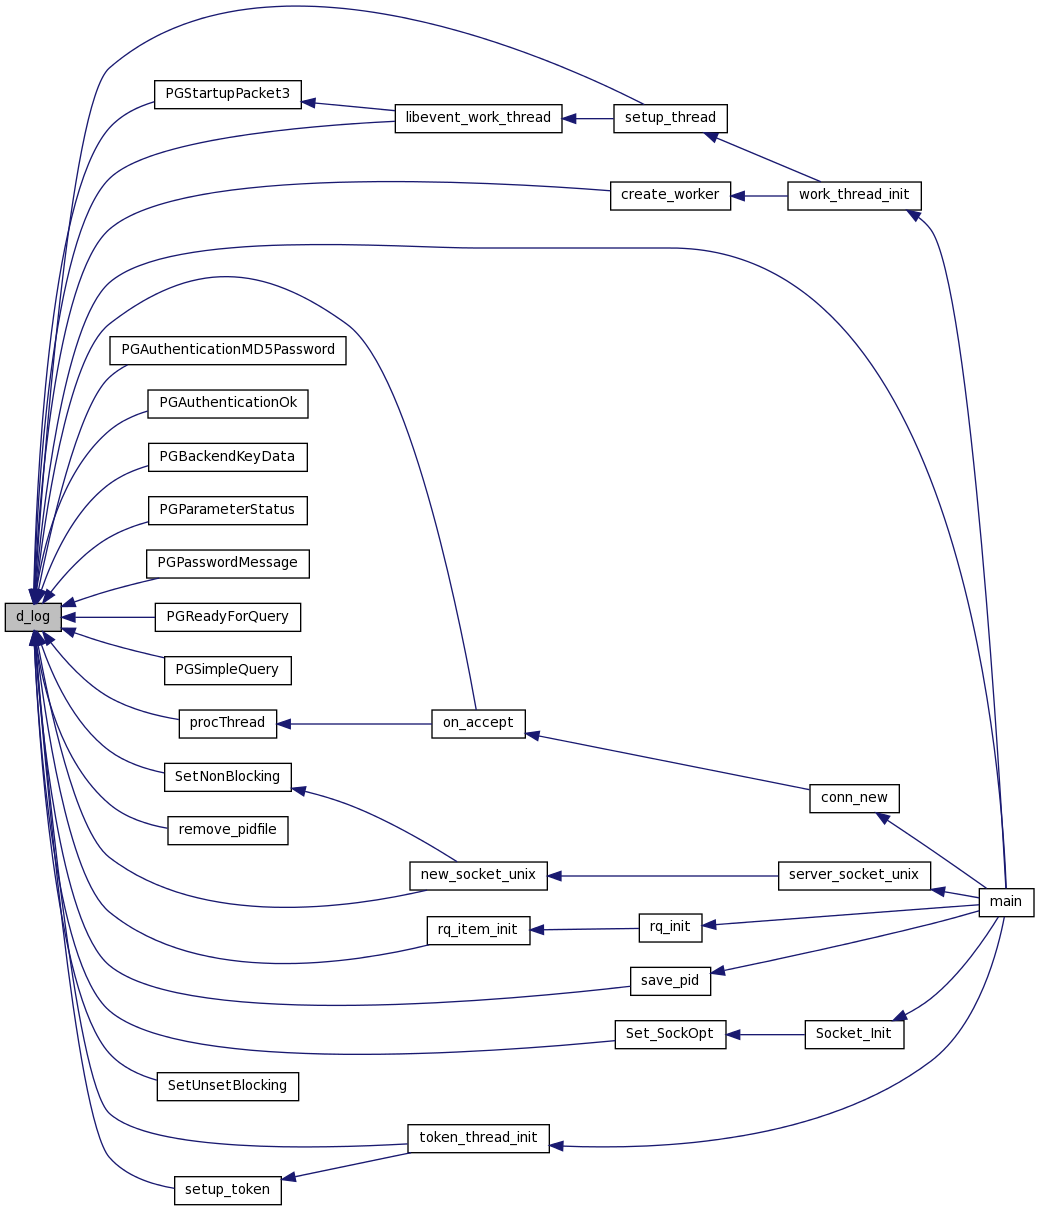 PGStartupPacket3
libevent_work_thread
setup_thread
create_worker
work_thread_init
PGAuthenticationMD5Password
PGAuthenticationOk
PGBackendKeyData
PGParameterStatus
PGPasswordMessage
d_log
PGReadyForQuery
PGSimpleQuery
procThread
on_accept
SetNonBlocking
conn_new
remove_pidfile
new_socket_unix
server_socket_unix
main
rq_item_init
rq_init
save_pid
Set_SockOpt
Socket_Init
SetUnsetBlocking
token_thread_init
setup_token